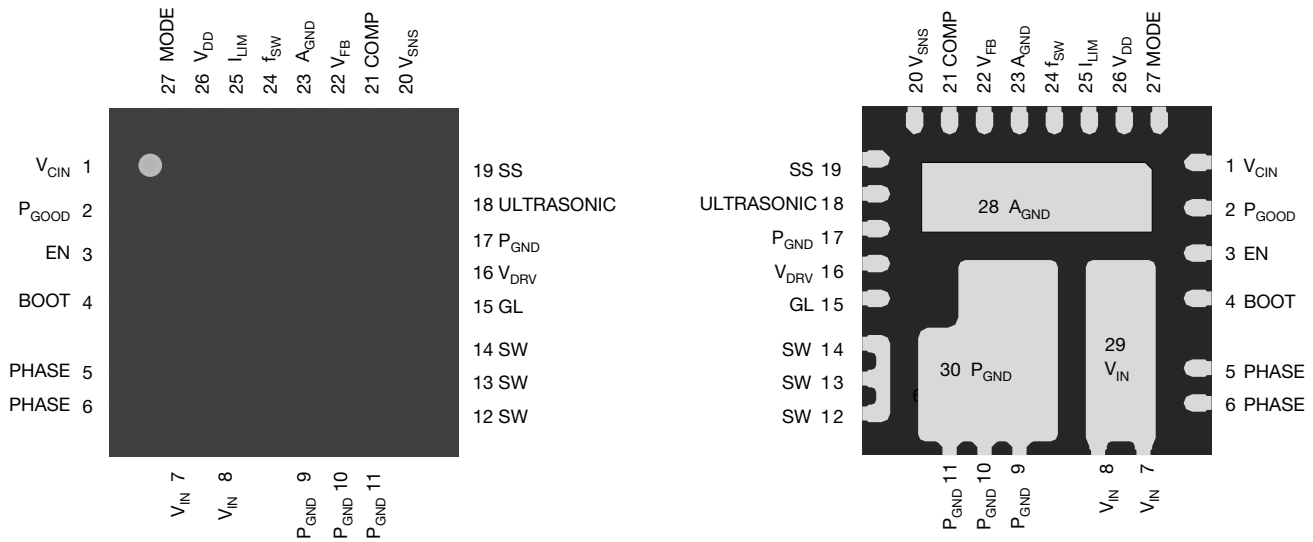 27 MODE
26 VDD
25 ILIM
24 fSW
23 AGND
22 VFB
21 COMP
20 VSNS
VCIN 1
PGOOD 2
EN 3
BOOT 4
PHASE 5
PHASE 6
19 SS
18 ULTRASONIC
17 PGND
16 VDRV
15 GL
14 SW
13 SW
12 SW
VIN 7
VIN 8
PGND 9
PGND 10
PGND 11
20 VSNS
21 COMP
22 VFB
23 AGND
24 fSW
25 ILIM
26 VDD
27 MODE
SS 19
ULTRASONIC 18
PGND 17
VDRV 16
GL 15
SW 14
SW 13
SW 12
28 AGND
30 PGND
6
29
VIN
1 VCIN
2 PGOOD
3 EN
4 BOOT
5 PHASE
6 PHASE
PGND 11
PGND 10
PGND 9
VIN 8
VIN 7